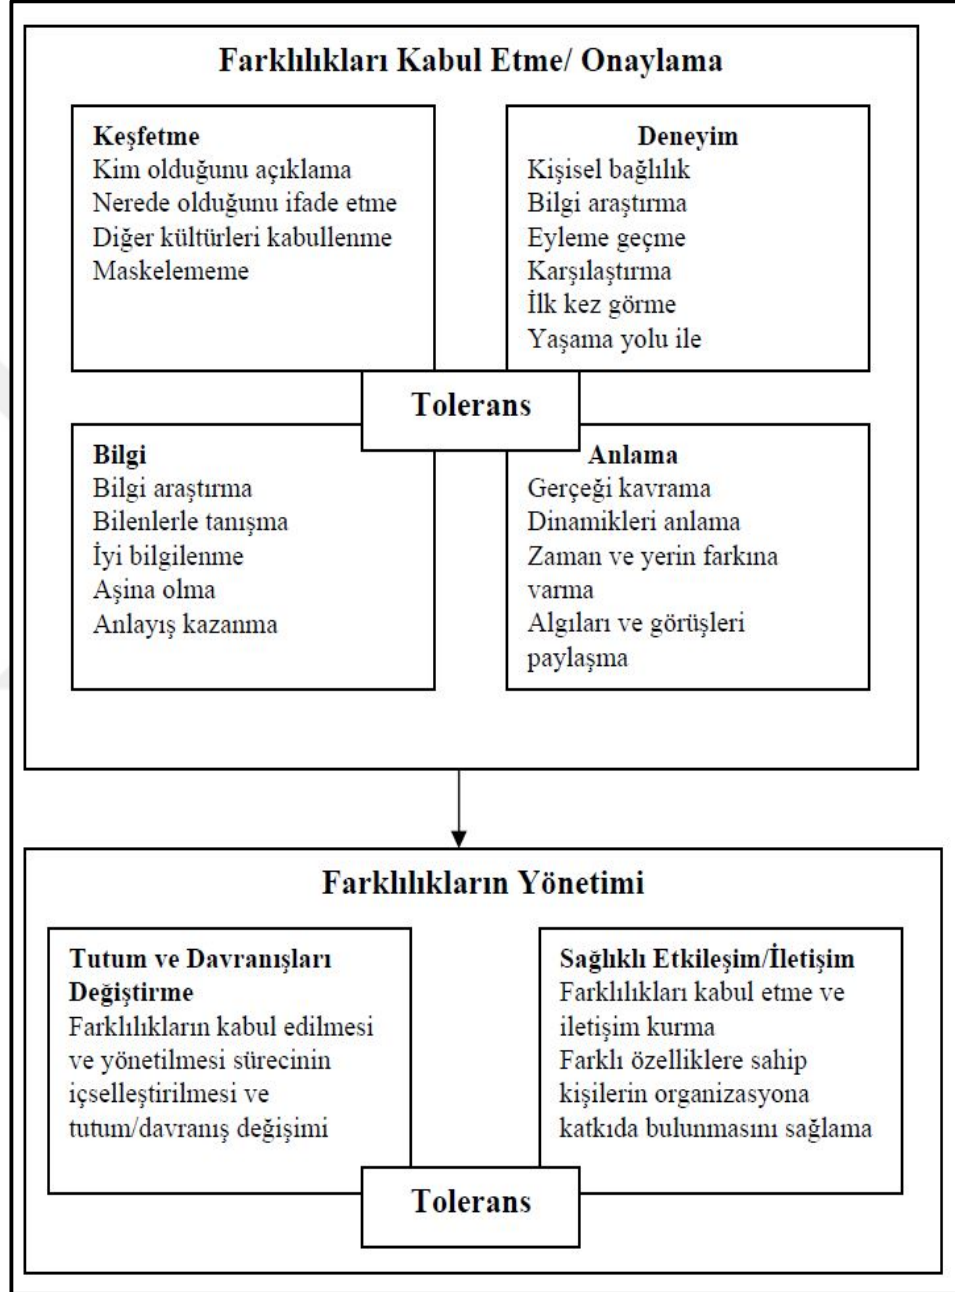 Farklılıkları Kabul Etme/ Onaylama
Keşfetme
Kim olduğunu açıklama
Nerede olduğunu ifade etme
Diğer kültürleri kabullenme
Maskelememe
Deneyim
Kişisel bağlılık
Bilgi araştırma
Eyleme geçme
Karşılaştırma
İlk kez görme
Yaşama yolu ile
Tolerans
Bilgi
Bilgi araştırma
Bilenlerle tanışma
İyi bilgilenme
Aşina olma
Anlayış kazanma
Anlama
Gerçeği kavrama
Dinamikleri anlama
Zaman ve yerin farkına
varma
Algıları ve görüşleri
paylaşma
Farklılıkların Yönetimi
Tutum ve Davranışları
Değiştirme
Farklılıkların kabul edilmesi
ve yönetilmesi sürecinin
içselleştirilmesi ve
tutum/davranış değişimi
Sağlıklı Etkileşim/İletişim
Farklılıkları kabul etme ve
iletişim kurma
Farklı özelliklere sahip
kişilerin organizasyona
katkıda bulunmasını sağlama
Tolerans